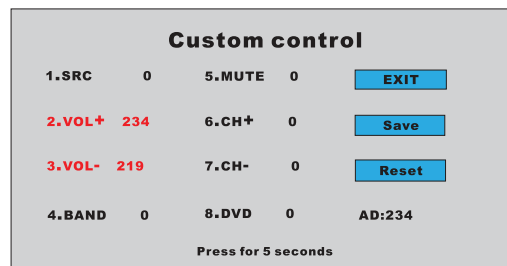 Custom control
1.SRC 0 5.MUTE 0 EXIT
2.VOL+ 234 6.CH+ 0 Save
3.VOL- 219 7.CH- 0 Reset
4.BAND 0 8.DVD 0 AD:234
Press for 5 seconds